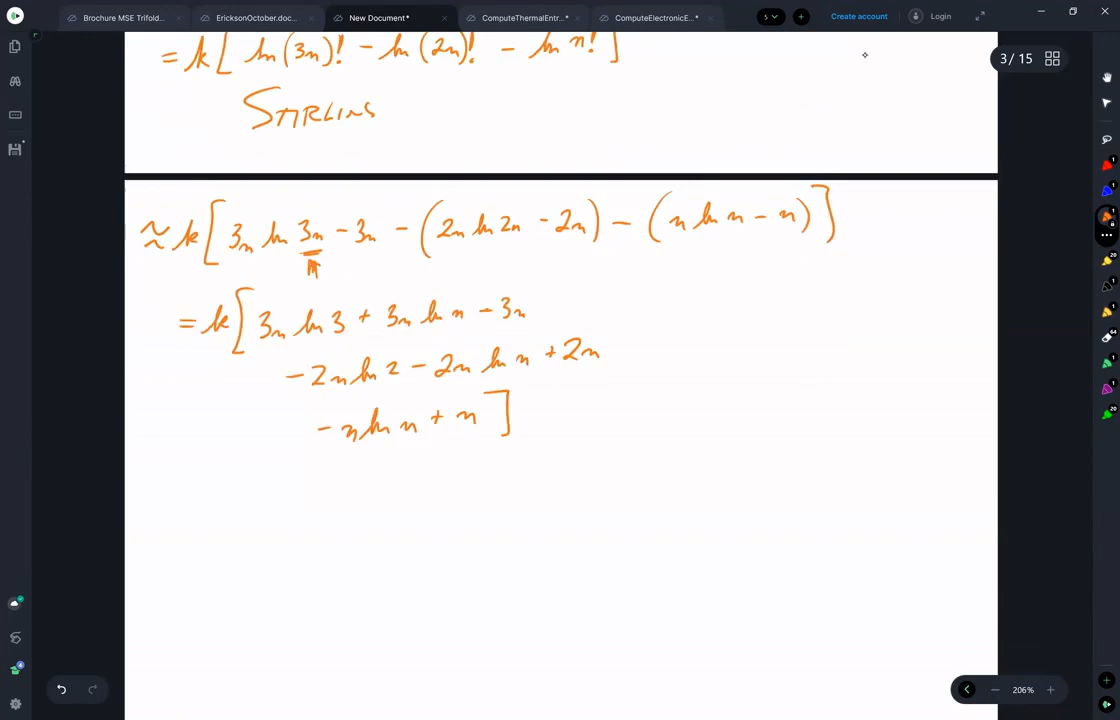 Brochure MSE Trifold... EricksonOctober.doc... New Document* ComputeThermalEntr...* ComputeElectronicE...* 5 Create account Login
= k[ ln(3n)! - ln(2n)! - ln n! ]
3 / 15
STIRLING
≈ k[ 3n ln 3n - 3n - (2n ln 2n - 2n) - (n ln n - n) ]
= k[ 3n ln 3 + 3n ln n - 3n
- 2n ln 2 - 2n ln n + 2n
- n ln n + n ]
206%